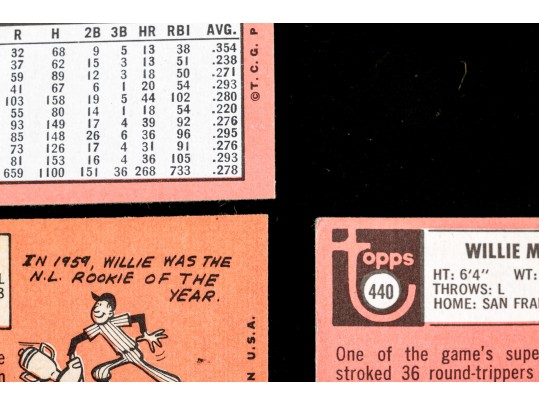 R H 2B 3B HR RBI AVG.
32 68 9 5 13 38 .354
37 62 15 3 13 51 .238
59 89 12 3 18 50 .271
41 67 6 1 20 54 .293
103 158 19 5 44 102 .280
55 80 14 1 18 54 .220
93 149 17 4 39 92 .276
85 148 26 6 36 96 .295
73 126 17 4 31 91 .276
81 153 16 4 36 105 .293
659 1100 151 36 268 733 .278
©T.C.G. P
IN 1959, WILLIE WAS THE
N.L. ROOKIE OF THE
YEAR.
N U.S.A.
L
8
e
n
Topps
440
WILLIE M
HT: 6'4" WT:
THROWS: L
HOME: SAN FRA
One of the game's supe
stroked 36 round-trippers